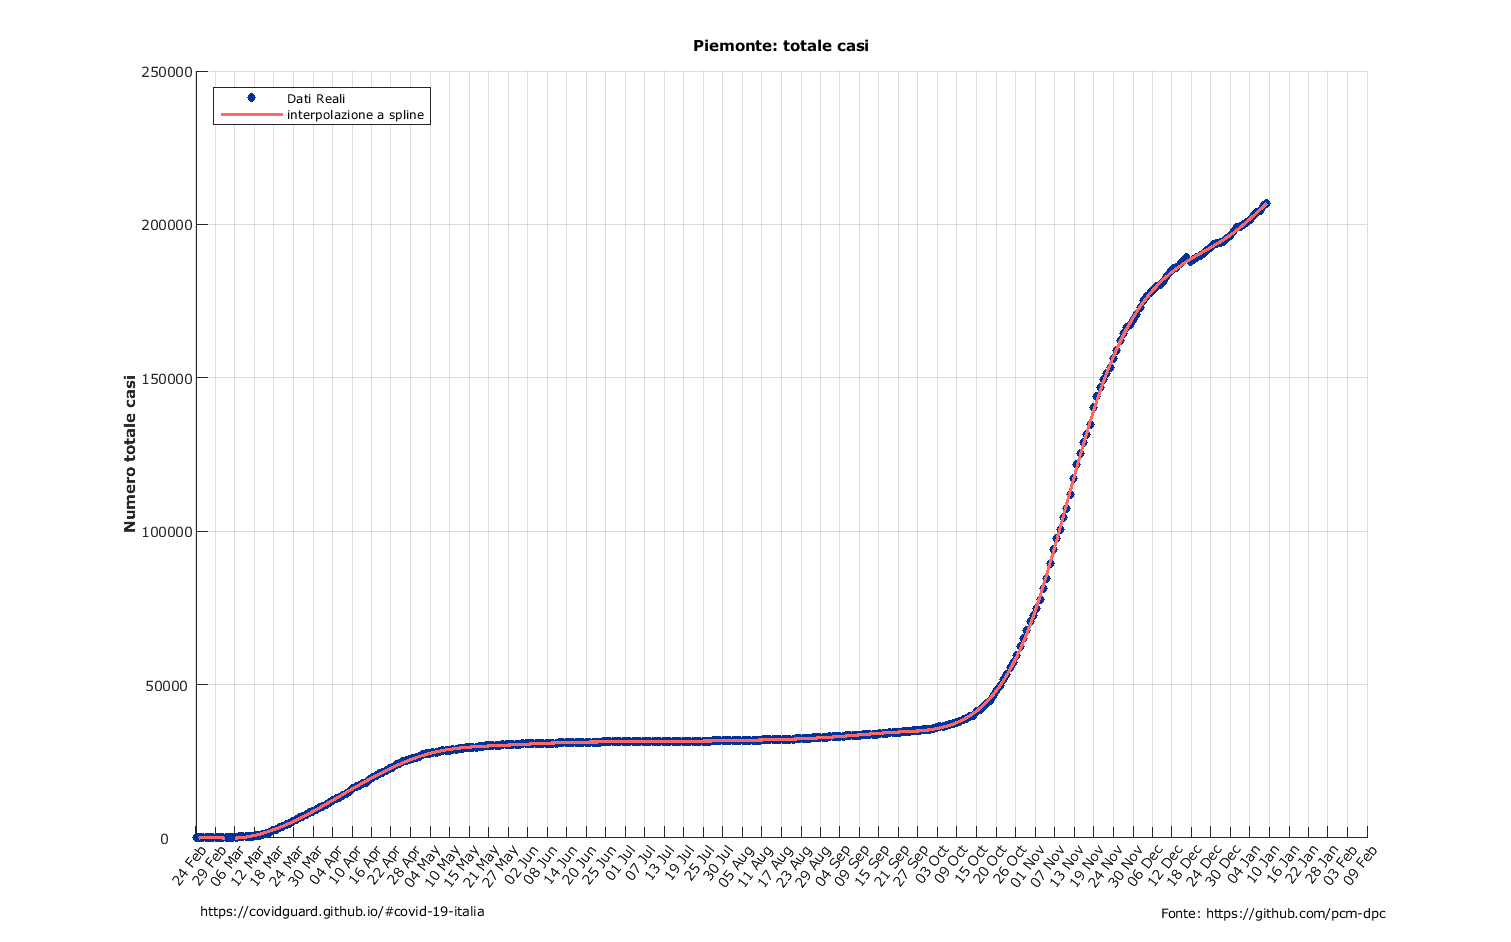 Piemonte: totale casi
250000
Dati Reali
interpolazione a spline
200000
150000
Numero totale casi
100000
50000
0
24 Feb
29 Feb
06 Mar
12 Mar
18 Mar
24 Mar
30 Mar
04 Apr
10 Apr
16 Apr
22 Apr
28 Apr
04 May
10 May
15 May
21 May
27 May
02 Jun
08 Jun
14 Jun
20 Jun
25 Jun
01 Jul
07 Jul
13 Jul
19 Jul
25 Jul
30 Jul
05 Aug
11 Aug
17 Aug
23 Aug
29 Aug
04 Sep
09 Sep
15 Sep
21 Sep
27 Sep
03 Oct
09 Oct
15 Oct
20 Oct
26 Oct
01 Nov
07 Nov
13 Nov
19 Nov
24 Nov
30 Nov
06 Dec
12 Dec
18 Dec
24 Dec
30 Dec
04 Jan
10 Jan
16 Jan
22 Jan
28 Jan
03 Feb
09 Feb
https://covidguard.github.io/#covid-19-italia
Fonte: https://github.com/pcm-dpc